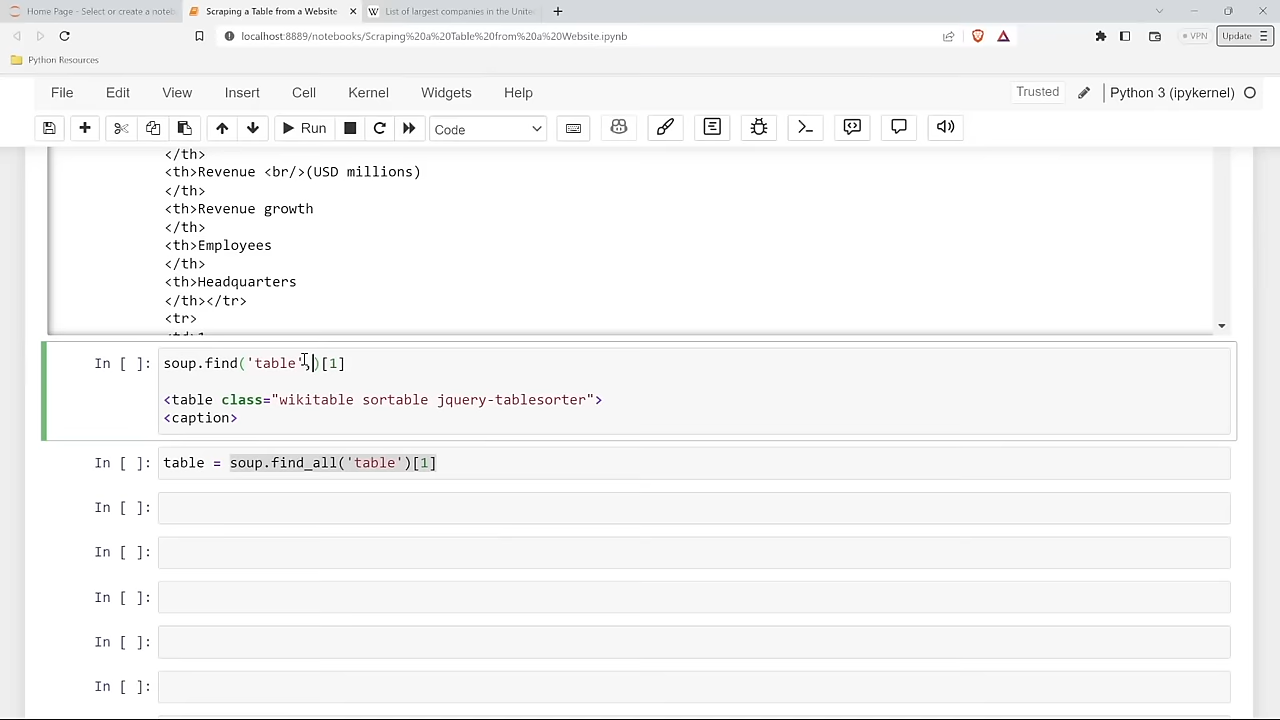 Home Page - Select or create a noteb
Scraping a Table from a Website
List of largest companies in the Unite
localhost:8889/notebooks/Scraping%20a%20Table%20from%20a%20Website.ipynb
VPN
Update
Python Resources
File Edit View Insert Cell Kernel Widgets Help
Trusted
Python 3 (ipykernel)
Run
Code
</th>
<th>Revenue <br/>(USD millions)
</th>
<th>Revenue growth
</th>
<th>Employees
</th>
<th>Headquarters
</th></tr>
<tr>
In [ ]: soup.find('table',)[1]
<table class="wikitable sortable jquery-tablesorter">
<caption>
In [ ]: table = soup.find_all('table')[1]
In [ ]:
In [ ]:
In [ ]:
In [ ]:
In [ ]: